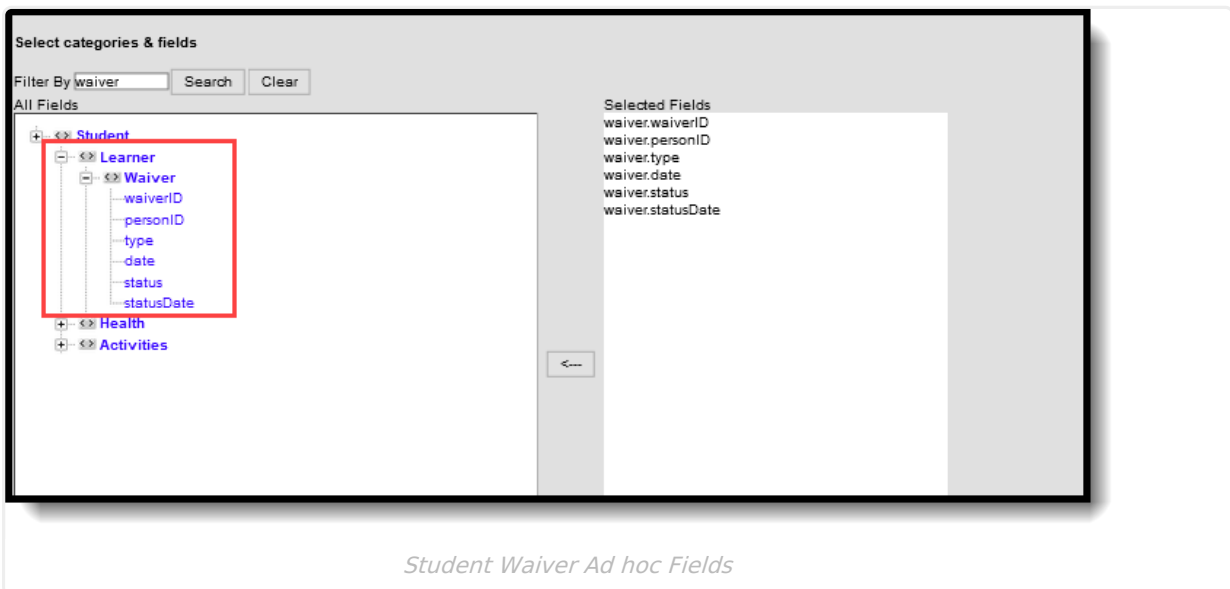 Select categories & fields
Filter By waiver Search Clear
All Fields
Student
Learner
Waiver
waiverID
personID
type
date
status
statusDate
Health
Activities
<---
Selected Fields
waiver.waiverID
waiver.personID
waiver.type
waiver.date
waiver.status
waiver.statusDate
Student Waiver Ad hoc Fields